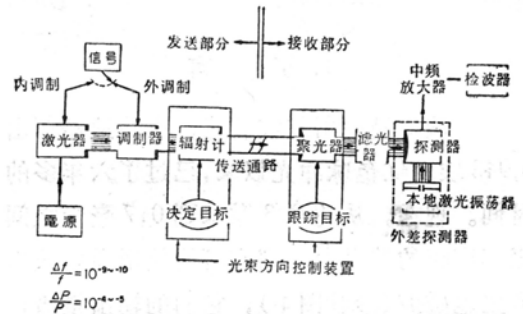 发送部分
接收部分
信号
内调制
外调制
中频
放大器
检波器
激光器
调制器
辐射计
传送通路
聚光器
滤光器
探测器
本地激光振荡器
外差探测器
電源
决定目标
跟踪目标
光束方向控制装置
Δf/f = 10⁻⁹～⁻¹⁰
ΔP/P = 10⁻⁴～⁻⁵